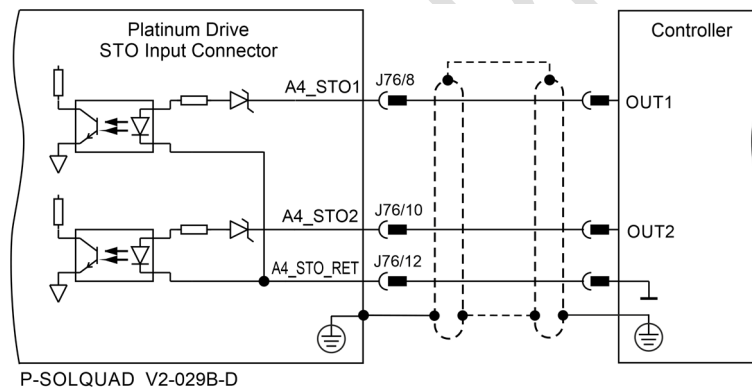 Platinum Drive
STO Input Connector
Controller
A4_STO1
J76/8
OUT1
A4_STO2
J76/10
OUT2
A4_STO_RET
J76/12
P-SOLQUAD V2-029B-D